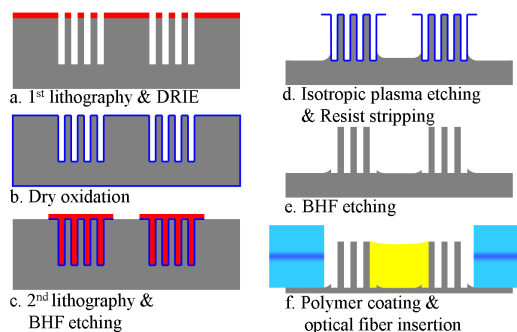 a. 1st lithography & DRIE
b. Dry oxidation
c. 2nd lithography &
BHF etching
d. Isotropic plasma etching
& Resist stripping
e. BHF etching
f. Polymer coating &
optical fiber insertion